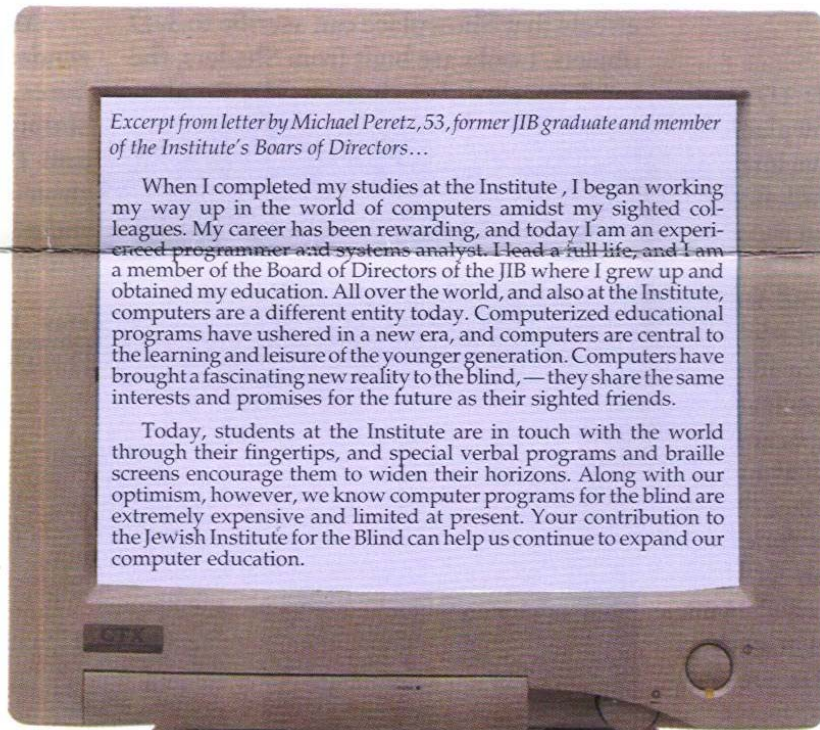 Excerpt from letter by Michael Peretz, 53, former JIB graduate and member
of the Institute's Boars of Directors...
When I completed my studies at the Institute , I began working
my way up in the world of computers amidst my sighted col-
leagues. My career has been rewarding, and today I am an experi-
enced programmer and systems analyst. I lead a full life, and I am
a member of the Board of Directors of the JIB where I grew up and
obtained my education. All over the world, and also at the Institute,
computers are a different entity today. Computerized educational
programs have ushered in a new era, and computers are central to
the learning and leisure of the younger generation. Computers have
brought a fascinating new reality to the blind, — they share the same
interests and promises for the future as their sighted friends.
Today, students at the Institute are in touch with the world
through their fingertips, and special verbal programs and braille
screens encourage them to widen their horizons. Along with our
optimism, however, we know computer programs for the blind are
extremely expensive and limited at present. Your contribution to
the Jewish Institute for the Blind can help us continue to expand our
computer education.
CTX